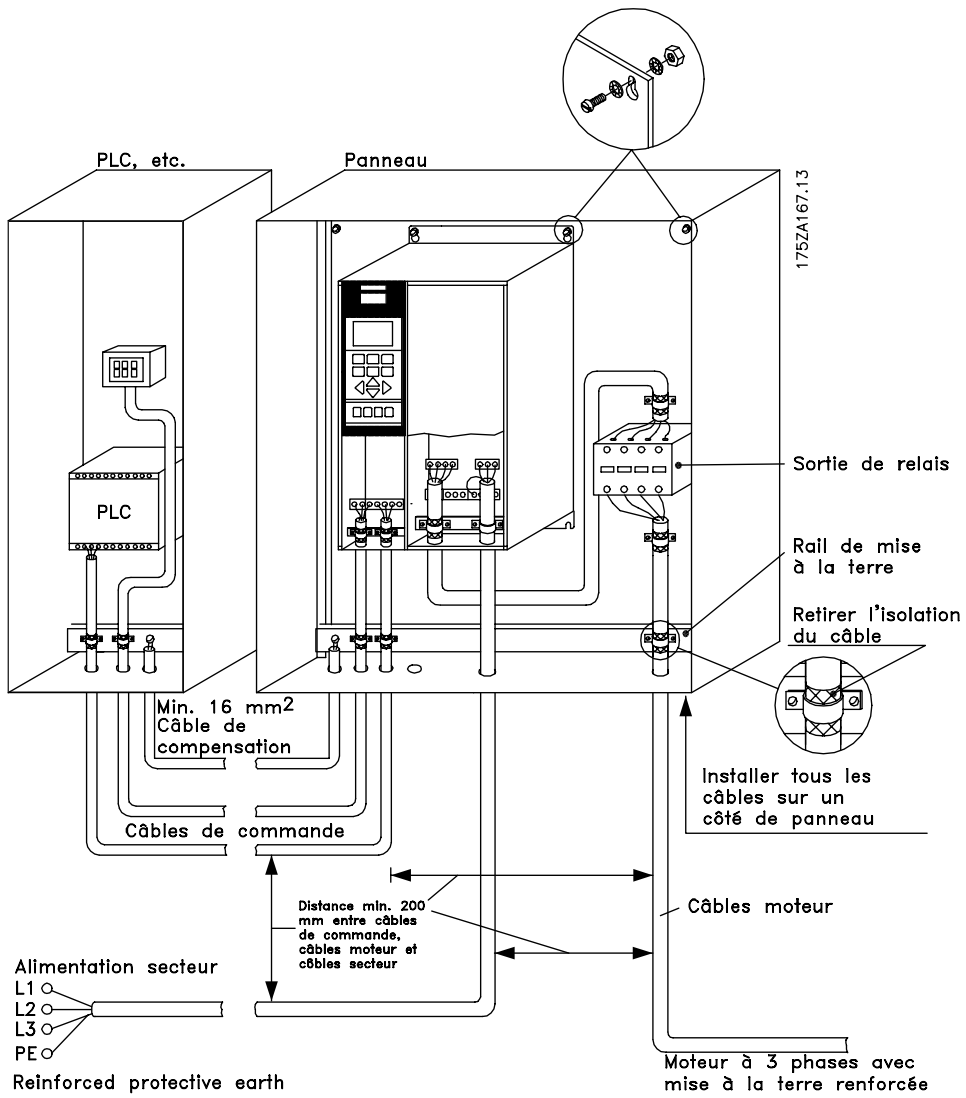 PLC, etc.
Panneau
175ZA167.13
PLC
Sortie de relais
Rail de mise
à la terre
Retirer l'isolation
du câble
Min. 16 mm2
Câble de
compensation
Installer tous les
câbles sur un
côté de panneau
Câbles de commande
Distance min. 200
mm entre câbles
de commande,
câbles moteur et
côbles secteur
Câbles moteur
Alimentation secteur
L1
L2
L3
PE
Reinforced protective earth
Moteur à 3 phases avec
mise à la terre renforcée